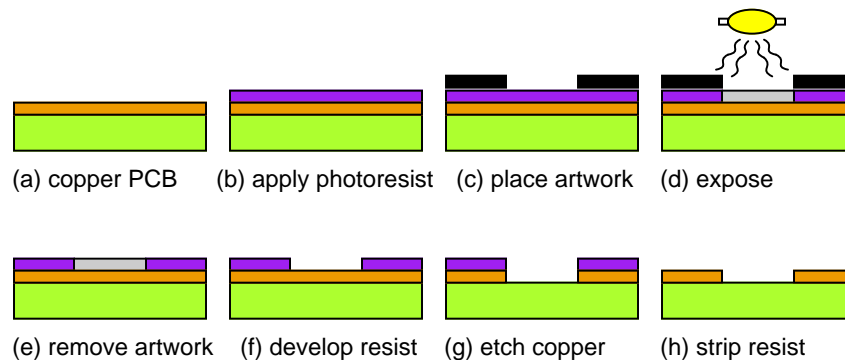 (a) copper PCB
(b) apply photoresist
(c) place artwork
(d) expose
(e) remove artwork
(f) develop resist
(g) etch copper
(h) strip resist